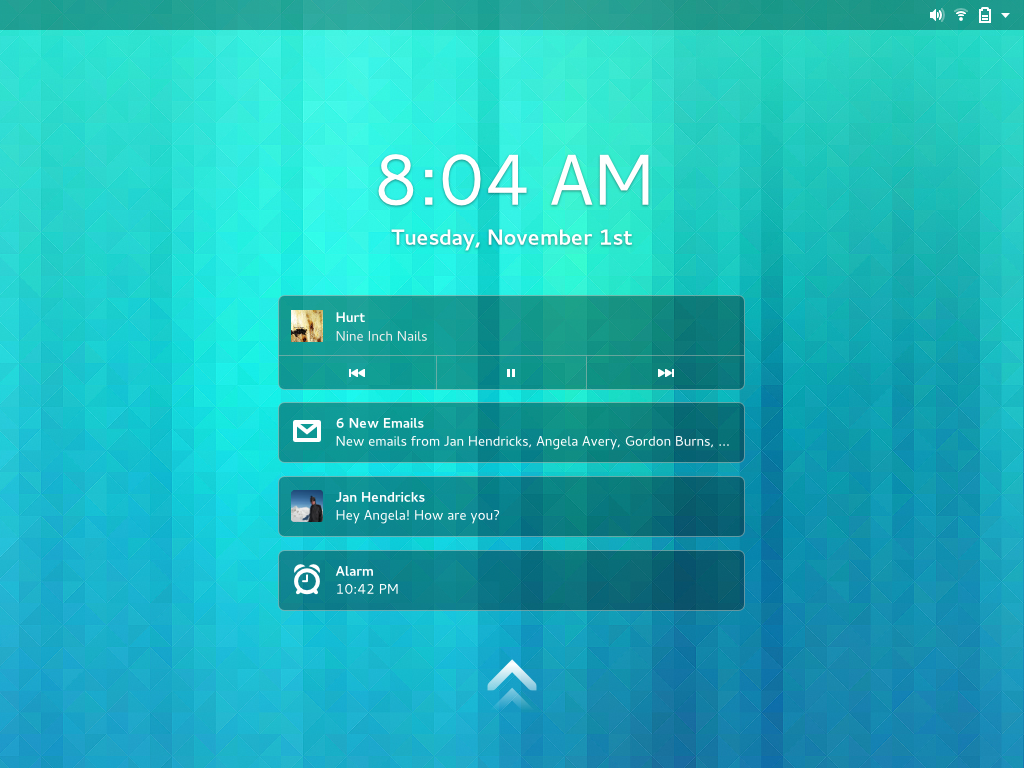 8:04 AM
Tuesday, November 1st
Hurt
Nine Inch Nails
6 New Emails
New emails from Jan Hendricks, Angela Avery, Gordon Burns, ...
Jan Hendricks
Hey Angela! How are you?
Alarm
10:42 PM